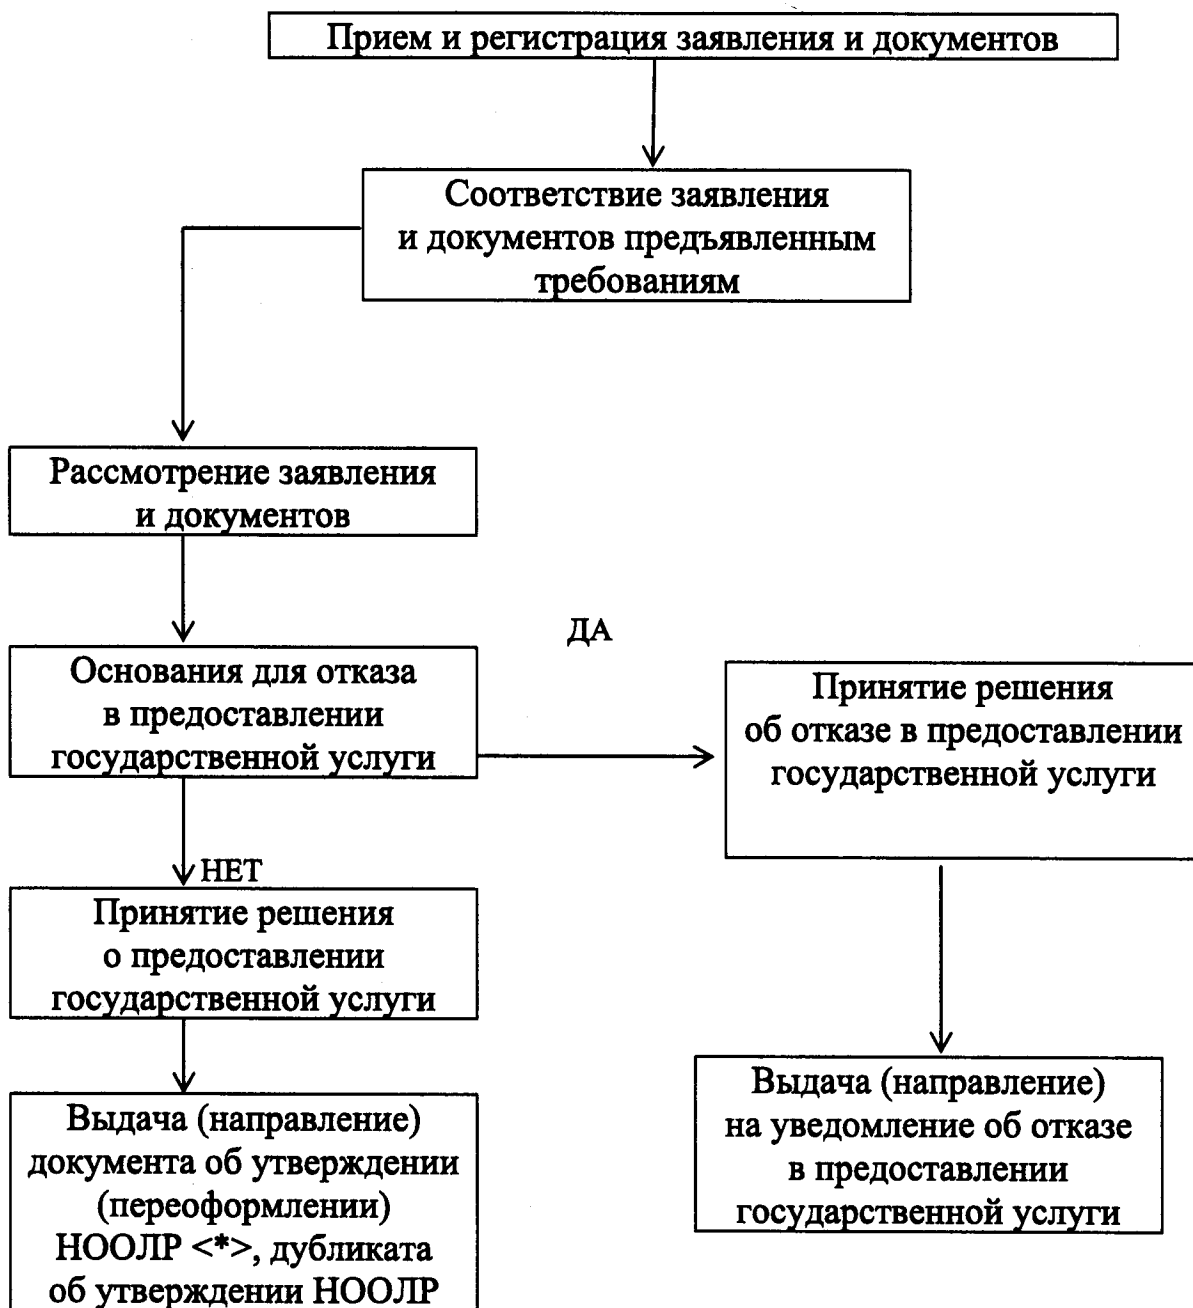 Прием и регистрация заявления и документов
Соответствие заявления
и документов предъявленным
требованиям
Рассмотрение заявления
и документов
Основания для отказа
в предоставлении
государственной услуги
ДА
Принятие решения
об отказе в предоставлении
государственной услуги
НЕТ
Принятие решения
о предоставлении
государственной услуги
Выдача (направление)
документа об утверждении
(переоформлении)
НООЛР <*>, дубликата
об утверждении НООЛР
Выдача (направление)
на уведомление об отказе
в предоставлении
государственной услуги